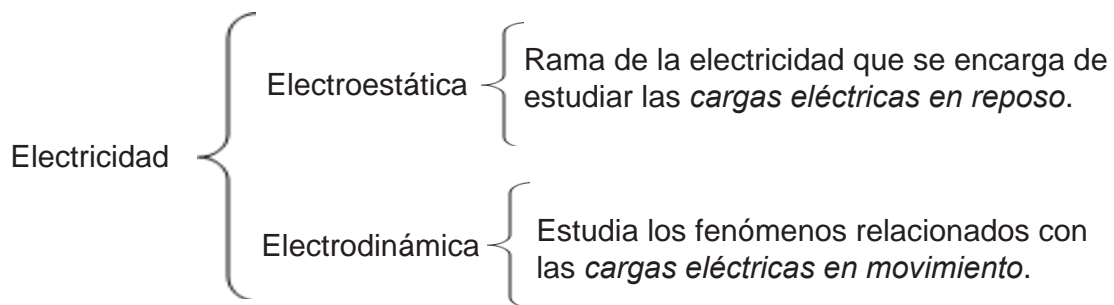 Electricidad
Electroestática
Rama de la electricidad que se encarga de
estudiar las cargas eléctricas en reposo.
Electrodinámica
Estudia los fenómenos relacionados con
las cargas eléctricas en movimiento.